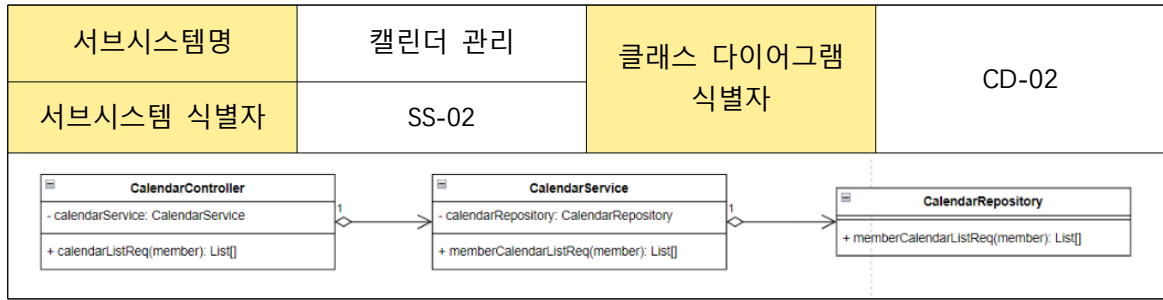 서브시스템명
캘린더 관리
클래스 다이어그램
식별자
CD-02
서브시스템 식별자
SS-02
CalendarController
- calendarService: CalendarService
+ calendarListReq(member): List[]
1
CalendarService
- calendarRepository: CalendarRepository
+ memberCalendarListReq(member): List[]
1
CalendarRepository
+ memberCalendarListReq(member): List[]